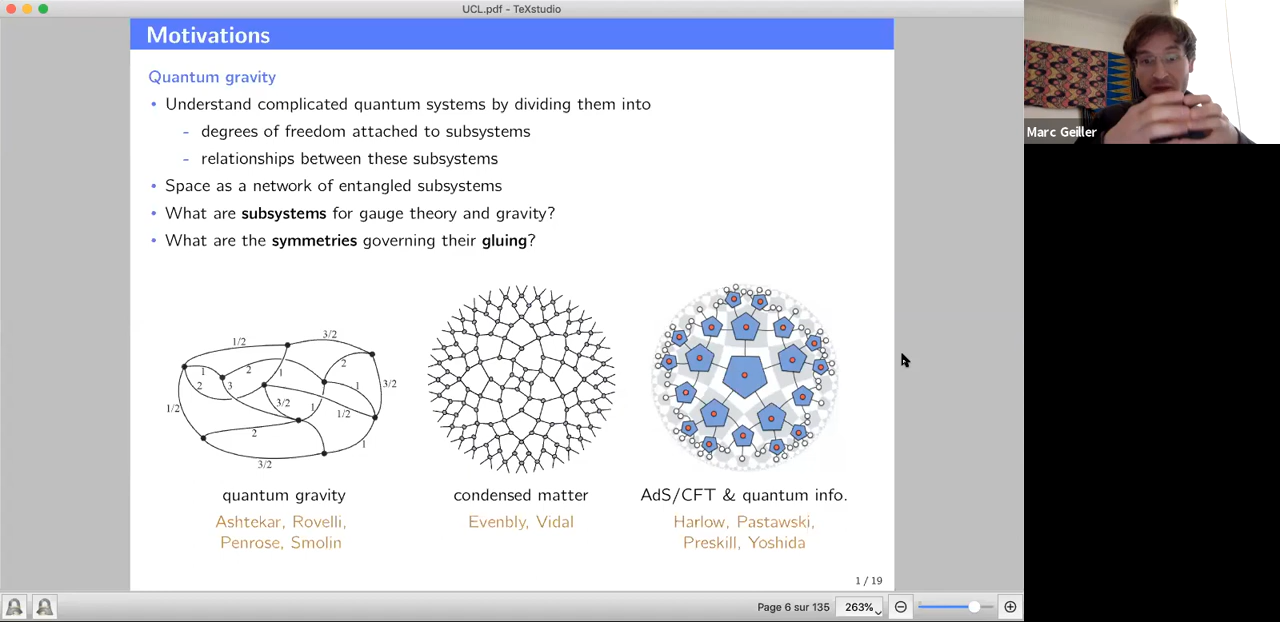 UCL.pdf - TeXstudio
Motivations
Quantum gravity
• Understand complicated quantum systems by dividing them into
- degrees of freedom attached to subsystems
- relationships between these subsystems
• Space as a network of entangled subsystems
• What are subsystems for gauge theory and gravity?
• What are the symmetries governing their gluing?
1/2
3/2
1
2
3
2
1
2
1
3/2
1/2
3/2
1
1/2
2
1
3/2
quantum gravity
Ashtekar, Rovelli,
Penrose, Smolin
condensed matter
Evenbly, Vidal
AdS/CFT & quantum info.
Harlow, Pastawski,
Preskill, Yoshida
1 / 19
Page 6 sur 135
263%
Marc Geiller